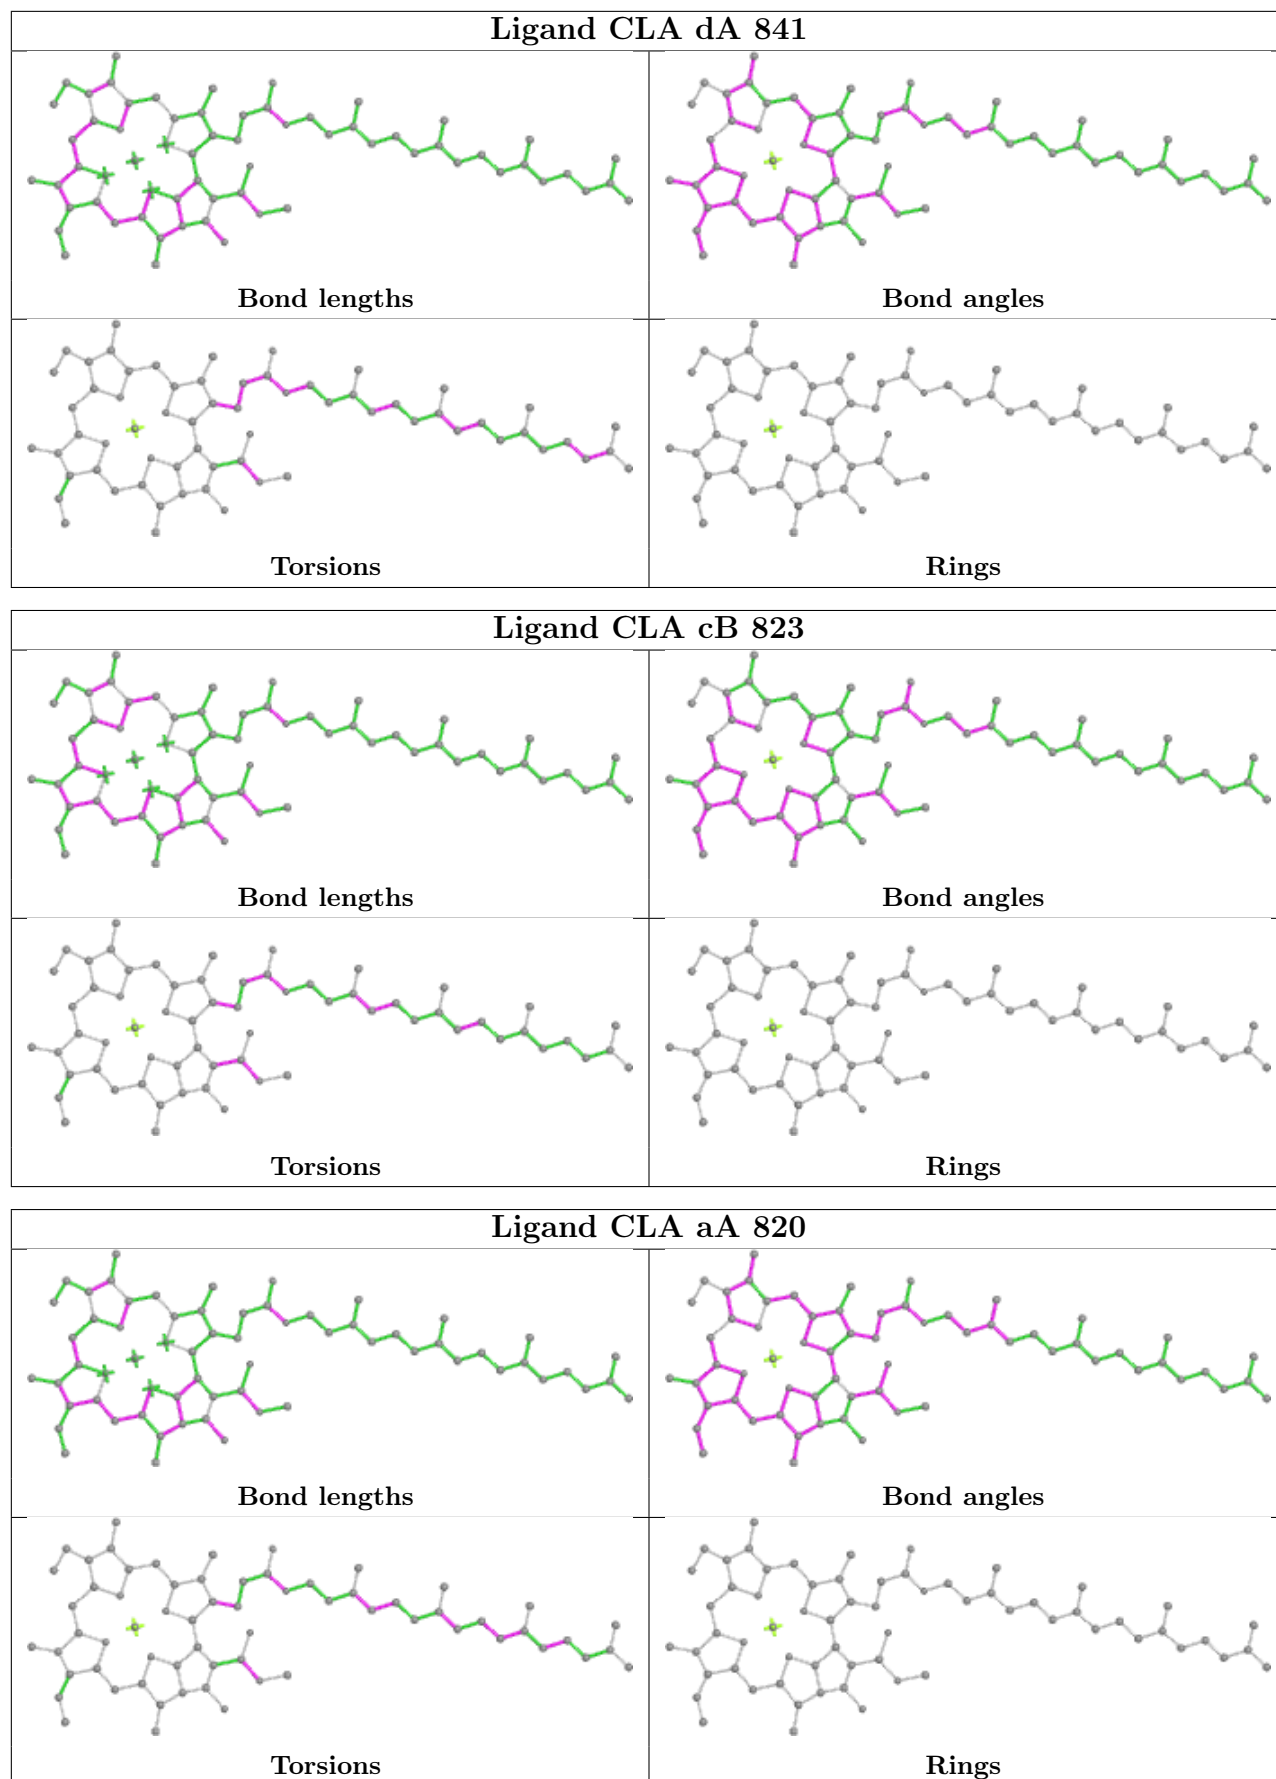 Ligand CLA dA 841
Bond lengths
Bond angles
Torsions
Rings
Ligand CLA cB 823
Bond lengths
Bond angles
Torsions
Rings
Ligand CLA aA 820
Bond lengths
Bond angles
Torsions
Rings